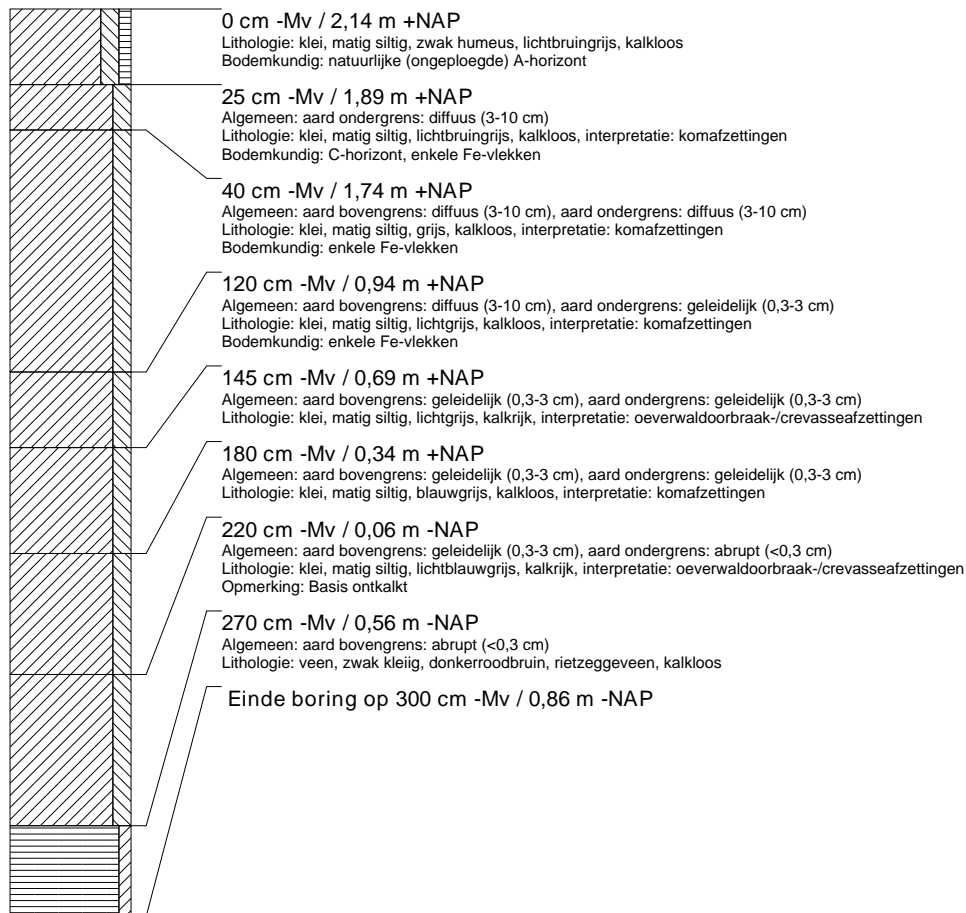 0 cm -Mv / 2,14 m +NAP
Lithologie: klei, matig siltig, zwak humeus, lichtbruingrijs, kalkloos
Bodemkundig: natuurlijke (ongeploegde) A-horizont
25 cm -Mv / 1,89 m +NAP
Algemeen: aard ondergrens: diffuus (3-10 cm)
Lithologie: klei, matig siltig, lichtbruingrijs, kalkloos, interpretatie: komafzettingen
Bodemkundig: C-horizont, enkele Fe-vlekken
40 cm -Mv / 1,74 m +NAP
Algemeen: aard bovengrens: diffuus (3-10 cm), aard ondergrens: diffuus (3-10 cm)
Lithologie: klei, matig siltig, grijs, kalkloos, interpretatie: komafzettingen
Bodemkundig: enkele Fe-vlekken
120 cm -Mv / 0,94 m +NAP
Algemeen: aard bovengrens: diffuus (3-10 cm), aard ondergrens: geleidelijk (0,3-3 cm)
Lithologie: klei, matig siltig, lichtgrijs, kalkloos, interpretatie: komafzettingen
Bodemkundig: enkele Fe-vlekken
145 cm -Mv / 0,69 m +NAP
Algemeen: aard bovengrens: geleidelijk (0,3-3 cm), aard ondergrens: geleidelijk (0,3-3 cm)
Lithologie: klei, matig siltig, lichtgrijs, kalkrijk, interpretatie: oeverwaldoorbraak-/crevasseafzettingen
180 cm -Mv / 0,34 m +NAP
Algemeen: aard bovengrens: geleidelijk (0,3-3 cm), aard ondergrens: geleidelijk (0,3-3 cm)
Lithologie: klei, matig siltig, blauwgrijs, kalkloos, interpretatie: komafzettingen
220 cm -Mv / 0,06 m -NAP
Algemeen: aard bovengrens: geleidelijk (0,3-3 cm), aard ondergrens: abrupt (<0,3 cm)
Lithologie: klei, matig siltig, lichtblauwgrijs, kalkrijk, interpretatie: oeverwaldoorbraak-/crevasseafzettingen
Opmerking: Basis ontkalkt
270 cm -Mv / 0,56 m -NAP
Algemeen: aard bovengrens: abrupt (<0,3 cm)
Lithologie: veen, zwak kleiig, donkerroodbruin, rietzeggeveen, kalkloos
Einde boring op 300 cm -Mv / 0,86 m -NAP